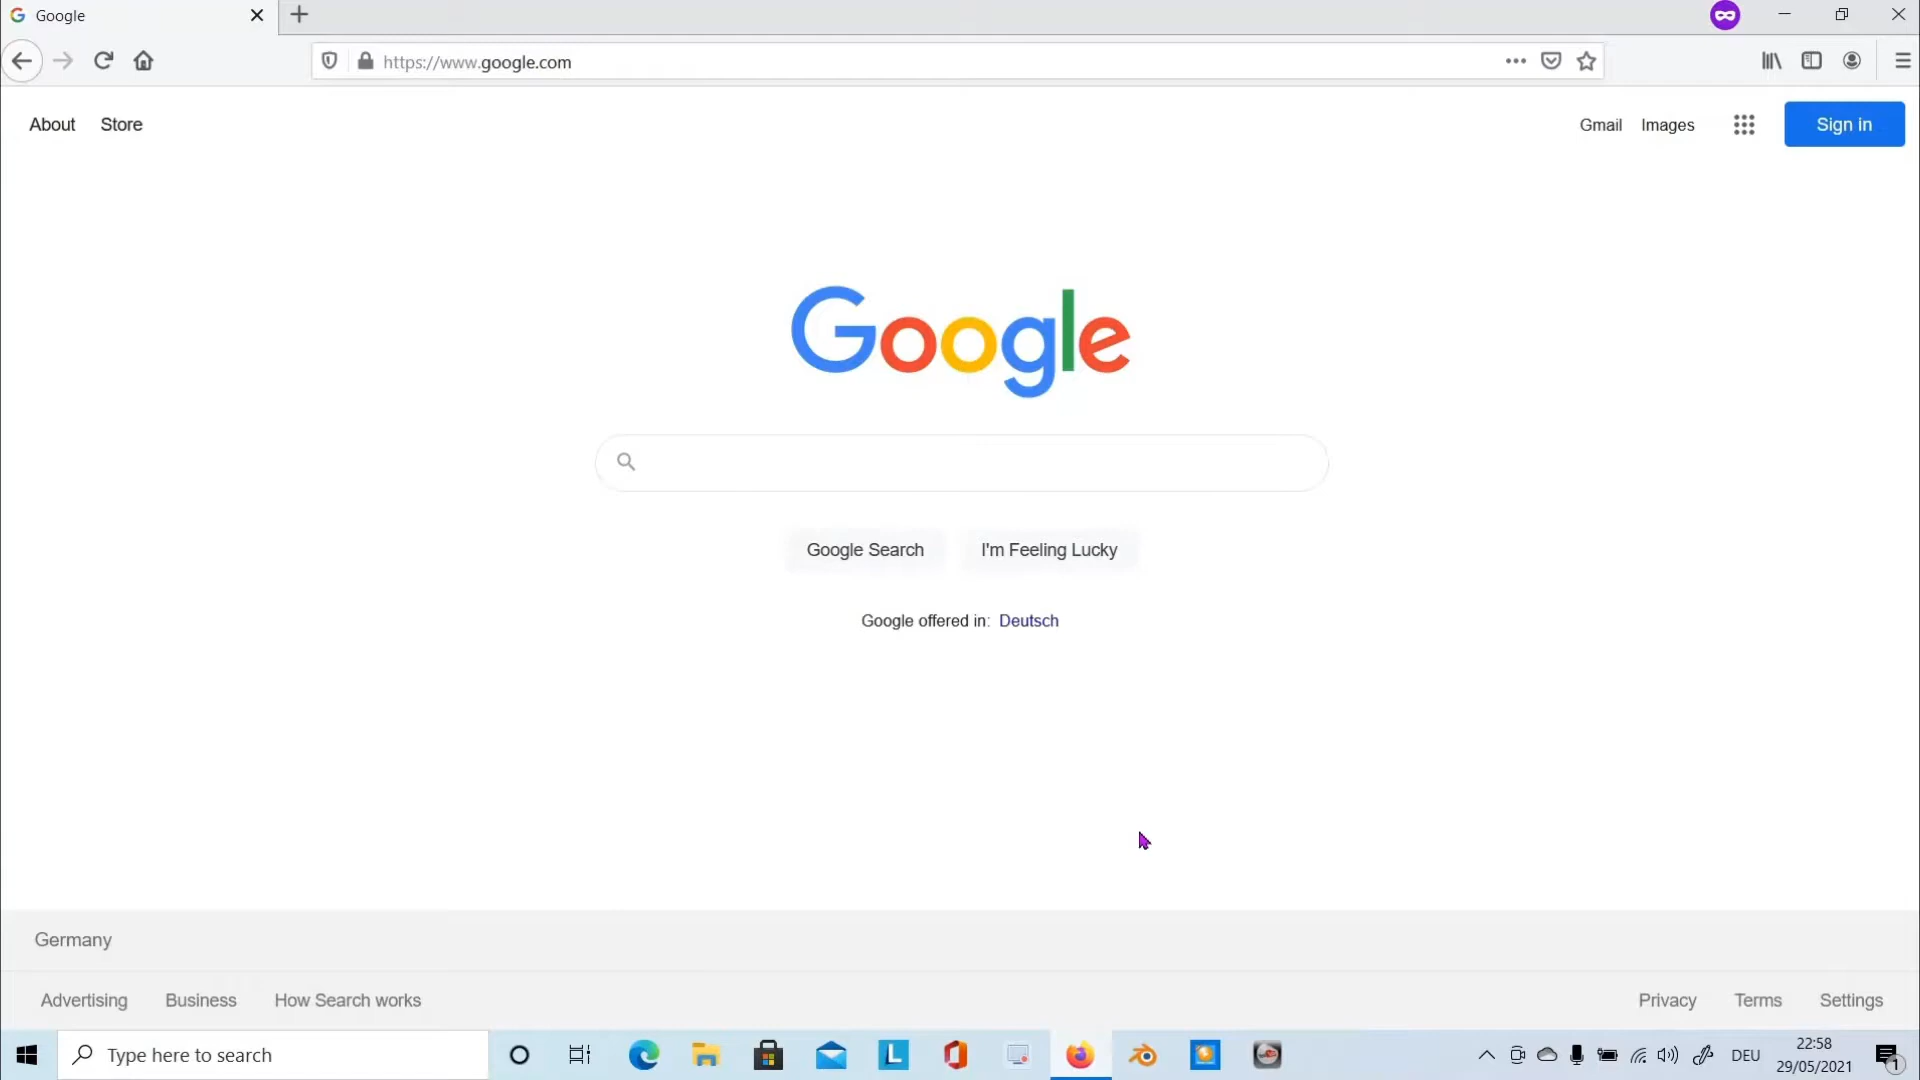 Google
https://www.google.com
About Store
Gmail Images Sign in
Google
Google Search I'm Feeling Lucky
Google offered in: Deutsch
Germany
Advertising Business How Search works
Privacy Terms Settings
Type here to search
L
DEU
22:58
29/05/2021
1